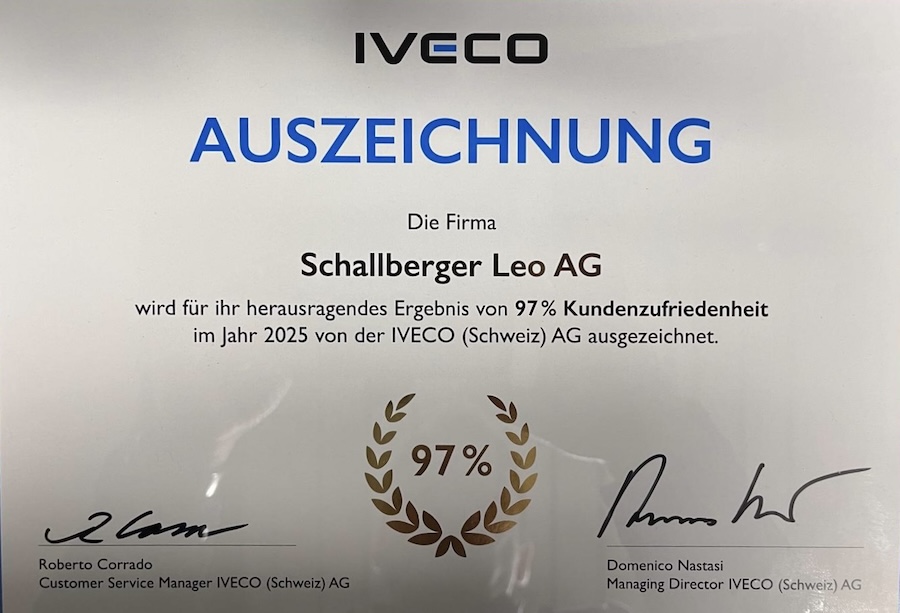 IVECO
AUSZEICHNUNG
Die Firma
Schallberger Leo AG
wird für ihr herausragendes Ergebnis von 97% Kundenzufriedenheit
im Jahr 2025 von der IVECO (Schweiz) AG ausgezeichnet.
97%
Roberto Corrado
Customer Service Manager IVECO (Schweiz) AG
Domenico Nastasi
Managing Director IVECO (Schweiz) AG